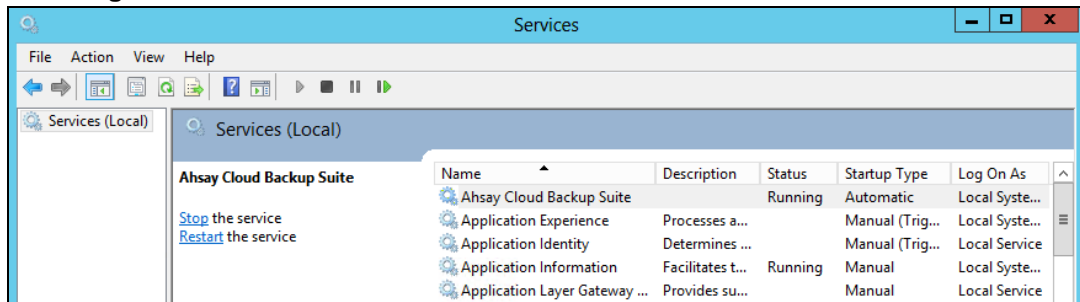 Services
File Action View Help
Services (Local)
Services (Local)
Ahsay Cloud Backup Suite
Stop the service
Restart the service
Name Description Status Startup Type Log On As
Ahsay Cloud Backup Suite Running Automatic Local Syste...
Application Experience Processes a... Manual (Trig... Local Syste...
Application Identity Determines ... Manual (Trig... Local Service
Application Information Facilitates t... Running Manual Local Syste...
Application Layer Gateway ... Provides su... Manual Local Service